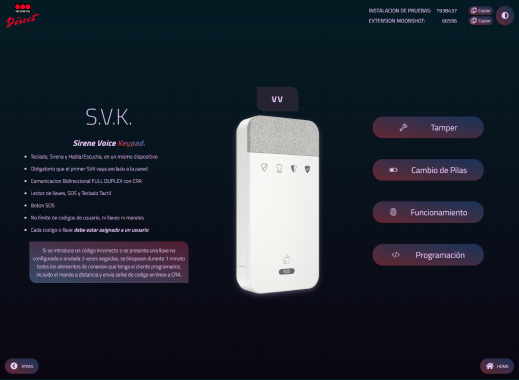 INSTALACION DE PRUEBAS: 1938437 Copiar
EXTENSION MOONSHOT: 66596 Copiar
Direct
VV
S.V.K.
Sirene Voice Keypad.
Teclado, Sirena y Habla/Escucha, en un mismo dispositivo
Obligatorio que el primer SVK vaya anclado a la pared
Comunicacion Bidireccional FULL DUPLEX con CRA
Lector de llaves, SOS y Teclado Tactil
Boton SOS
No límite de codigos de usuario, ni llaves ni mandos
Cada codigo o llave debe estar asignado a un usuario
Si se introduce un código incorrecto o se presenta una llave no
configurada o anulada, 3 veces seguidas, se bloquean durante 1 minuto
todos los elementos de conexion que tenga el cliente programados,
incluido el mando a distancia y envía señal de codigo erróneo a CRA.
SOS
Tamper
Cambio de Pilas
Funcionamiento
Programación
ATRAS
HOME